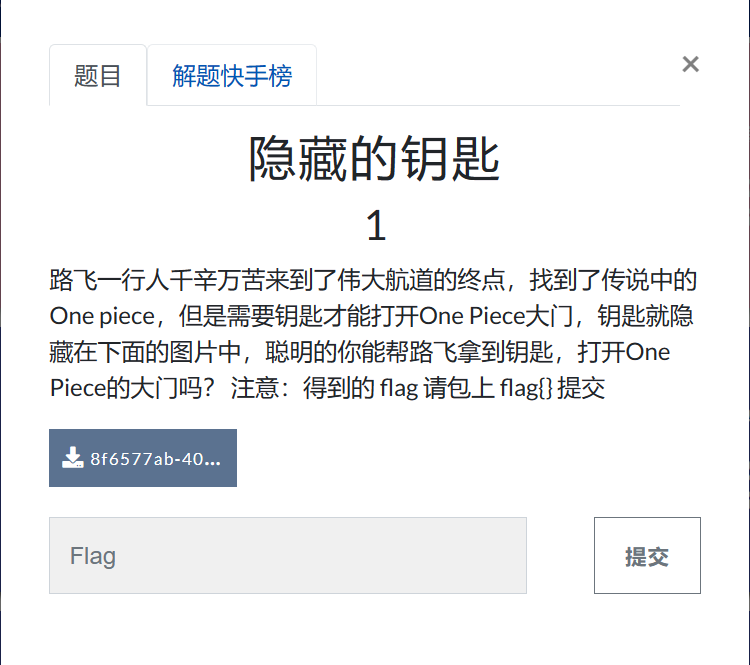 题目
解题快手榜
×
隐藏的钥匙
1
路飞一行人千辛万苦来到了伟大航道的终点，找到了传说中的
One piece，但是需要钥匙才能打开One Piece大门，钥匙就隐
藏在下面的图片中，聪明的你能帮路飞拿到钥匙，打开One
Piece的大门吗？ 注意：得到的 flag 请包上 flag{} 提交
8f6577ab-40...
Flag
提交